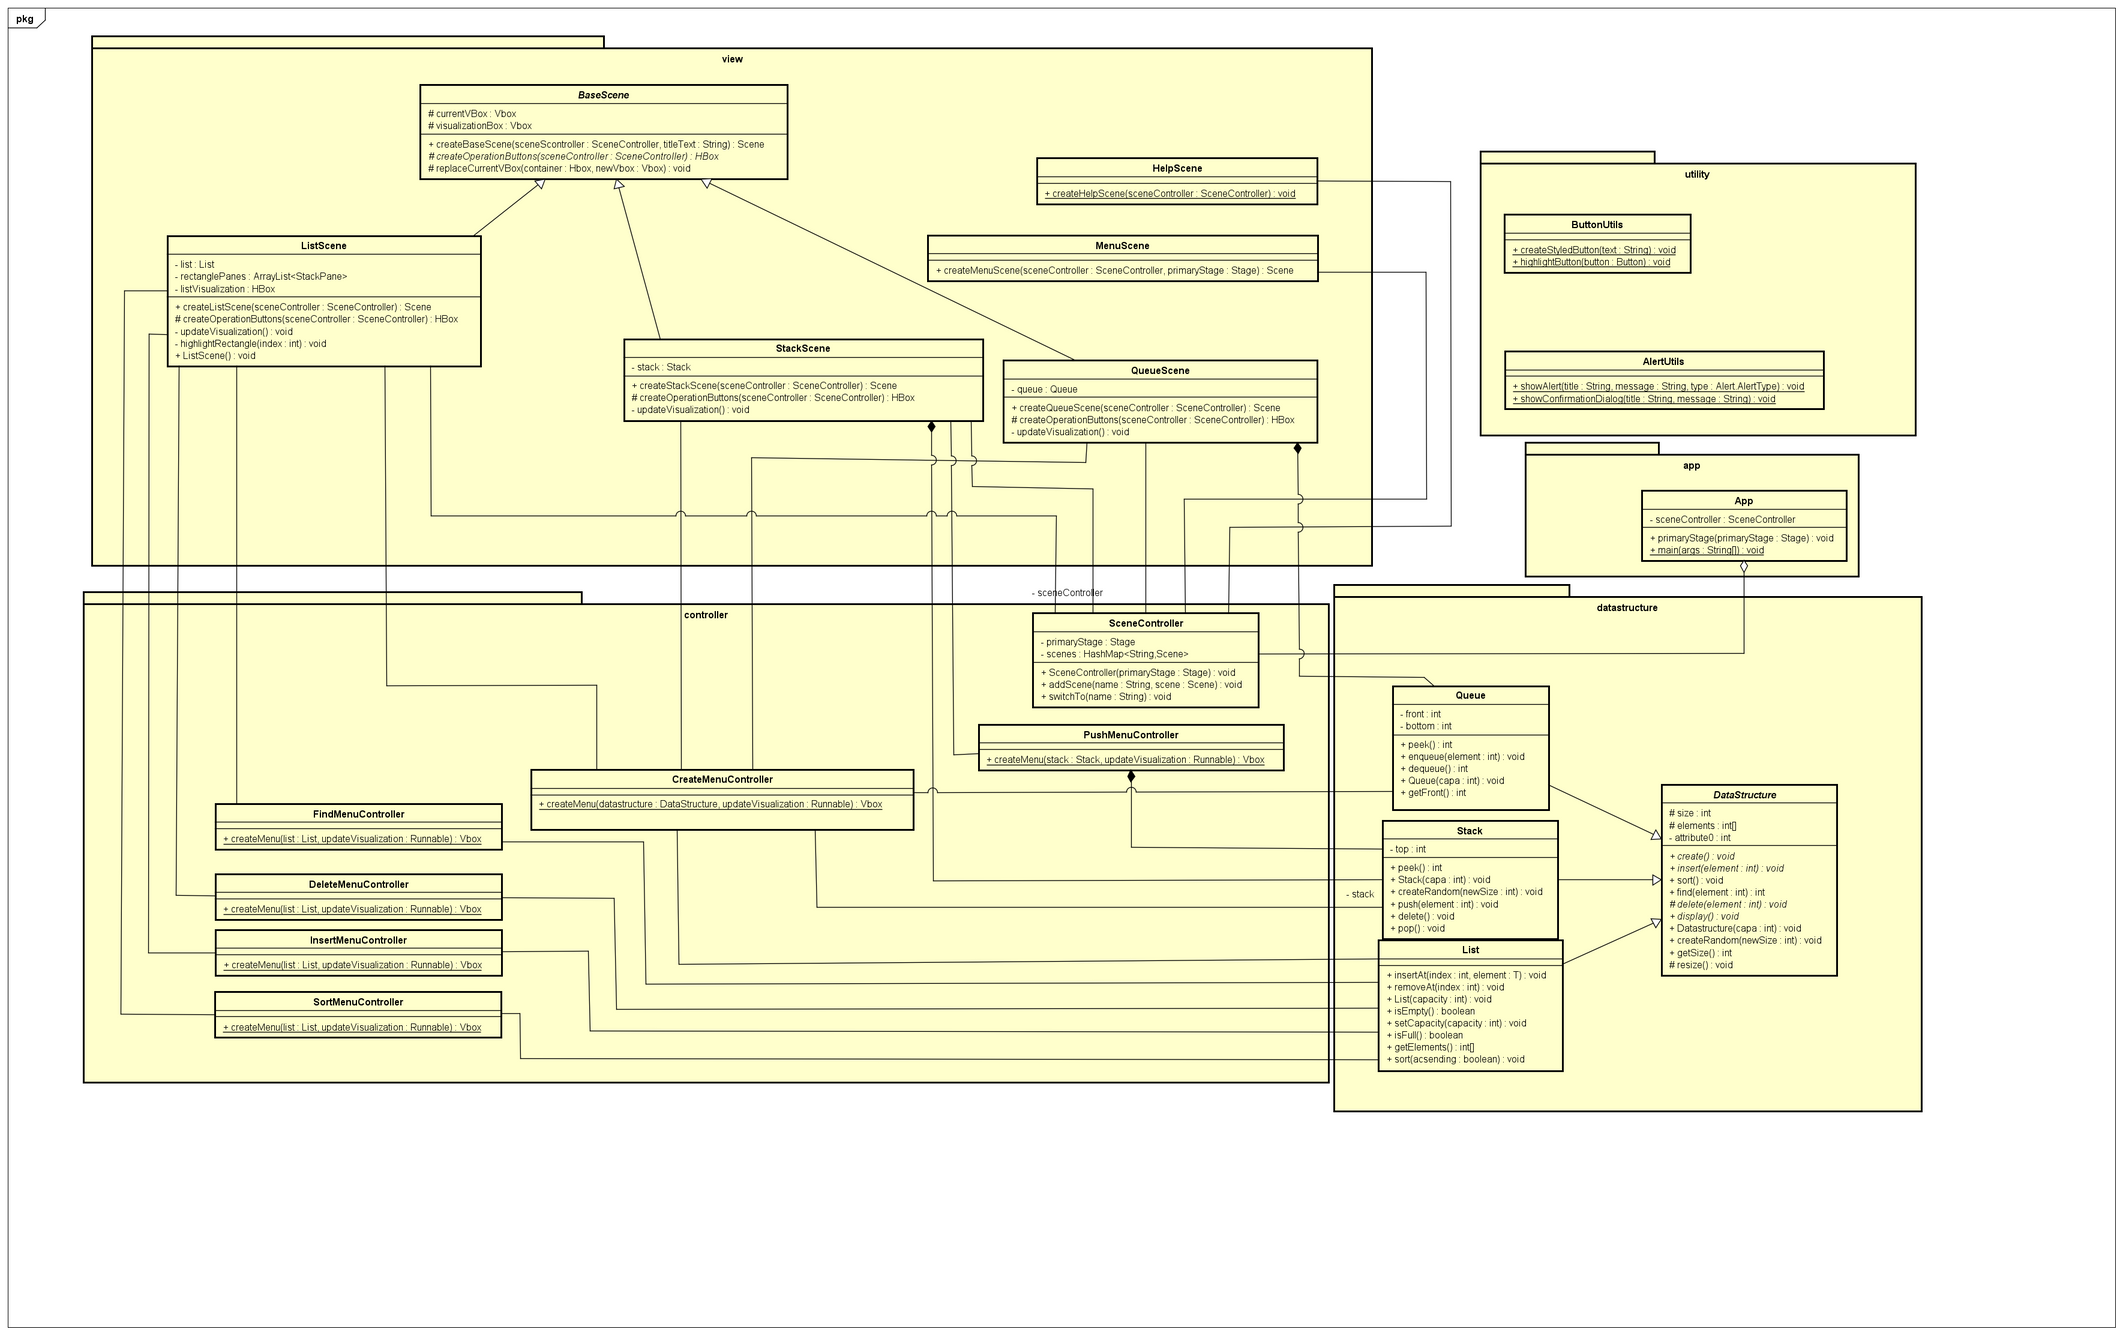 pkg
view
BaseScene
# currentVBox : Vbox
# visualizationBox : Vbox
+ createBaseScene(sceneScontroller : SceneController, titleText : String) : Scene
# createOperationButtons(sceneController : SceneController) : HBox
# replaceCurrentVBox(container : Hbox, newVbox : Vbox) : void
HelpScene
+ createHelpScene(sceneController : SceneController) : void
MenuScene
+ createMenuScene(sceneController : SceneController, primaryStage : Stage) : Scene
ListScene
- list : List
- rectanglePanes : ArrayList<StackPane>
- listVisualization : HBox
+ createListScene(sceneController : SceneController) : Scene
# createOperationButtons(sceneController : SceneController) : HBox
- updateVisualization() : void
- highlightRectangle(index : int) : void
+ ListScene() : void
StackScene
- stack : Stack
+ createStackScene(sceneController : SceneController) : Scene
# createOperationButtons(sceneController : SceneController) : HBox
- updateVisualization() : void
QueueScene
- queue : Queue
+ createQueueScene(sceneController : SceneController) : Scene
# createOperationButtons(sceneController : SceneController) : HBox
- updateVisualization() : void
utility
ButtonUtils
+ createStyledButton(text : String) : void
+ highlightButton(button : Button) : void
AlertUtils
+ showAlert(title : String, message : String, type : Alert.AlertType) : void
+ showConfirmationDialog(title : String, message : String) : void
app
App
- sceneController : SceneController
+ primaryStage(primaryStage : Stage) : void
+ main(args : String[]) : void
- sceneController
controller
SceneController
- primaryStage : Stage
- scenes : HashMap<String,Scene>
+ SceneController(primaryStage : Stage) : void
+ addScene(name : String, scene : Scene) : void
+ switchTo(name : String) : void
PushMenuController
+ createMenu(stack : Stack, updateVisualization : Runnable) : Vbox
CreateMenuController
+ createMenu(datastructure : DataStructure, updateVisualization : Runnable) : Vbox
FindMenuController
+ createMenu(list : List, updateVisualization : Runnable) : Vbox
DeleteMenuController
+ createMenu(list : List, updateVisualization : Runnable) : Vbox
InsertMenuController
+ createMenu(list : List, updateVisualization : Runnable) : Vbox
SortMenuController
+ createMenu(list : List, updateVisualization : Runnable) : Vbox
datastructure
Queue
- front : int
- bottom : int
+ peek() : int
+ enqueue(element : int) : void
+ dequeue() : int
+ Queue(capa : int) : void
+ getFront() : int
Stack
- top : int
+ peek() : int
+ Stack(capa : int) : void
+ createRandom(newSize : int) : void
+ push(element : int) : void
+ delete() : void
+ pop() : void
- stack
List
+ insertAt(index : int, element : T) : void
+ removeAt(index : int) : void
+ List(capacity : int) : void
+ isEmpty() : boolean
+ setCapacity(capacity : int) : void
+ isFull() : boolean
+ getElements() : int[]
+ sort(acsending : boolean) : void
DataStructure
# size : int
# elements : int[]
- attribute0 : int
+ create() : void
+ insert(element : int) : void
+ sort() : void
+ find(element : int) : int
# delete(element : int) : void
+ display() : void
+ Datastructure(capa : int) : void
+ createRandom(newSize : int) : void
+ getSize() : int
# resize() : void